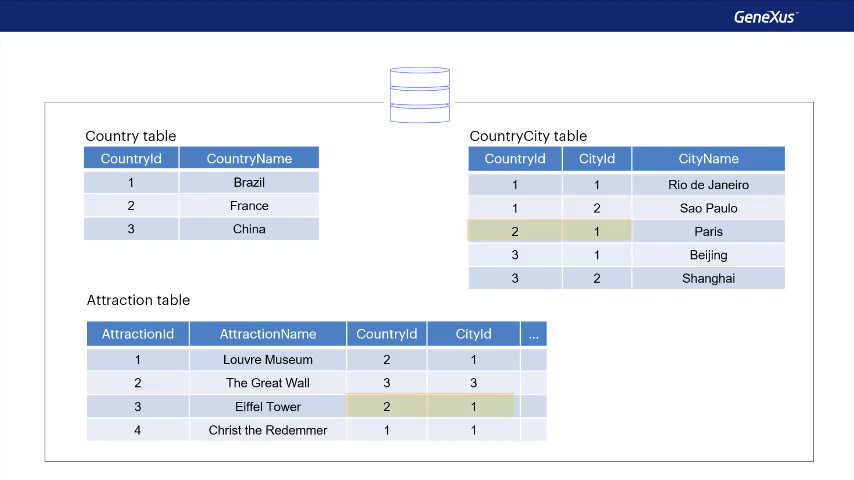 GeneXus™
Country table
CountryId CountryName
1 Brazil
2 France
3 China
CountryCity table
CountryId CityId CityName
1 1 Rio de Janeiro
1 2 Sao Paulo
2 1 Paris
3 1 Beijing
3 2 Shanghai
Attraction table
AttractionId AttractionName CountryId CityId ...
1 Louvre Museum 2 1
2 The Great Wall 3 3
3 Eiffel Tower 2 1
4 Christ the Redemmer 1 1